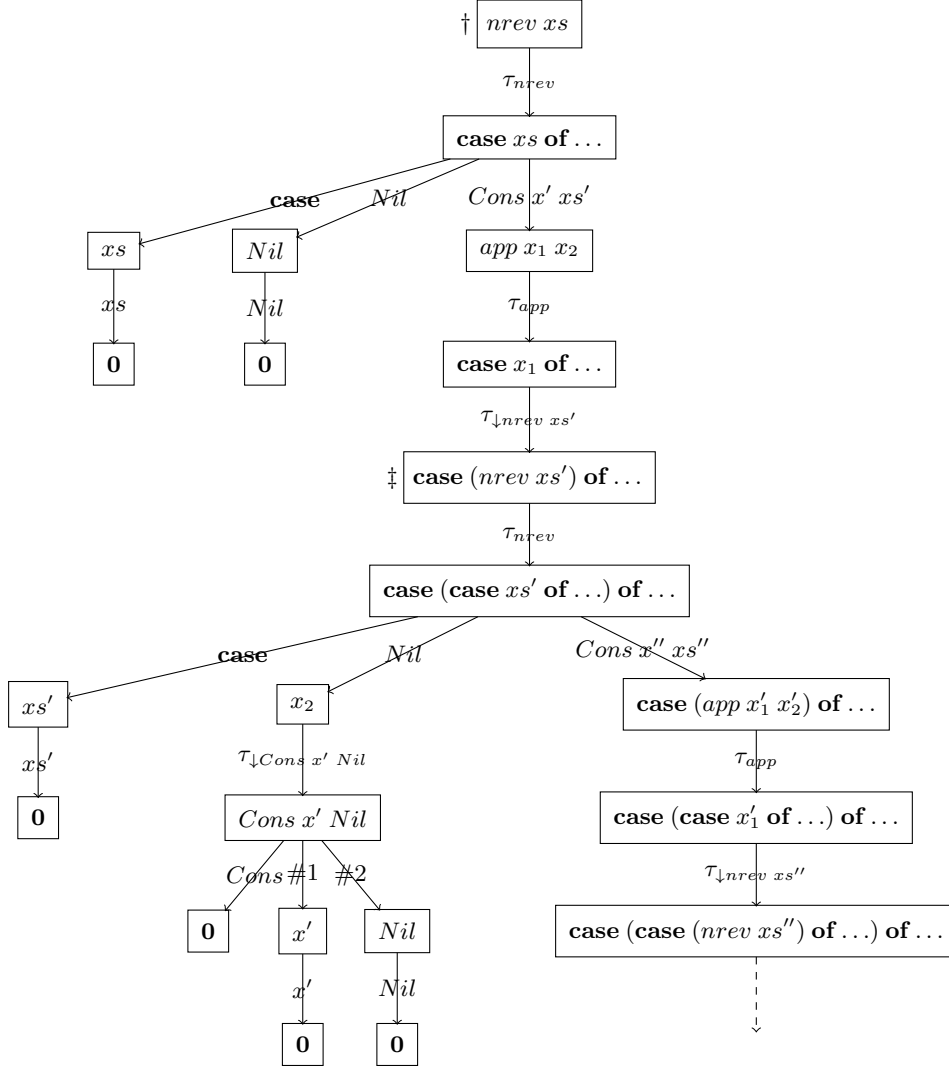 † nrev xs
τnrev
case xs of …
case Nil Cons x′ xs′
xs Nil app x₁ x₂
xs Nil τapp
0 0 case x₁ of …
τ↓nrev xs′
‡ case (nrev xs′) of …
τnrev
case (case xs′ of …) of …
case Nil Cons x″ xs″
xs′ x₂ case (app x′₁ x′₂) of …
xs′ τ↓Cons x′ Nil τapp
0 Cons x′ Nil case (case x′₁ of …) of …
Cons #1 #2 τ↓nrev xs″
0 x′ Nil case (case (nrev xs″) of …) of …
x′ Nil
0 0